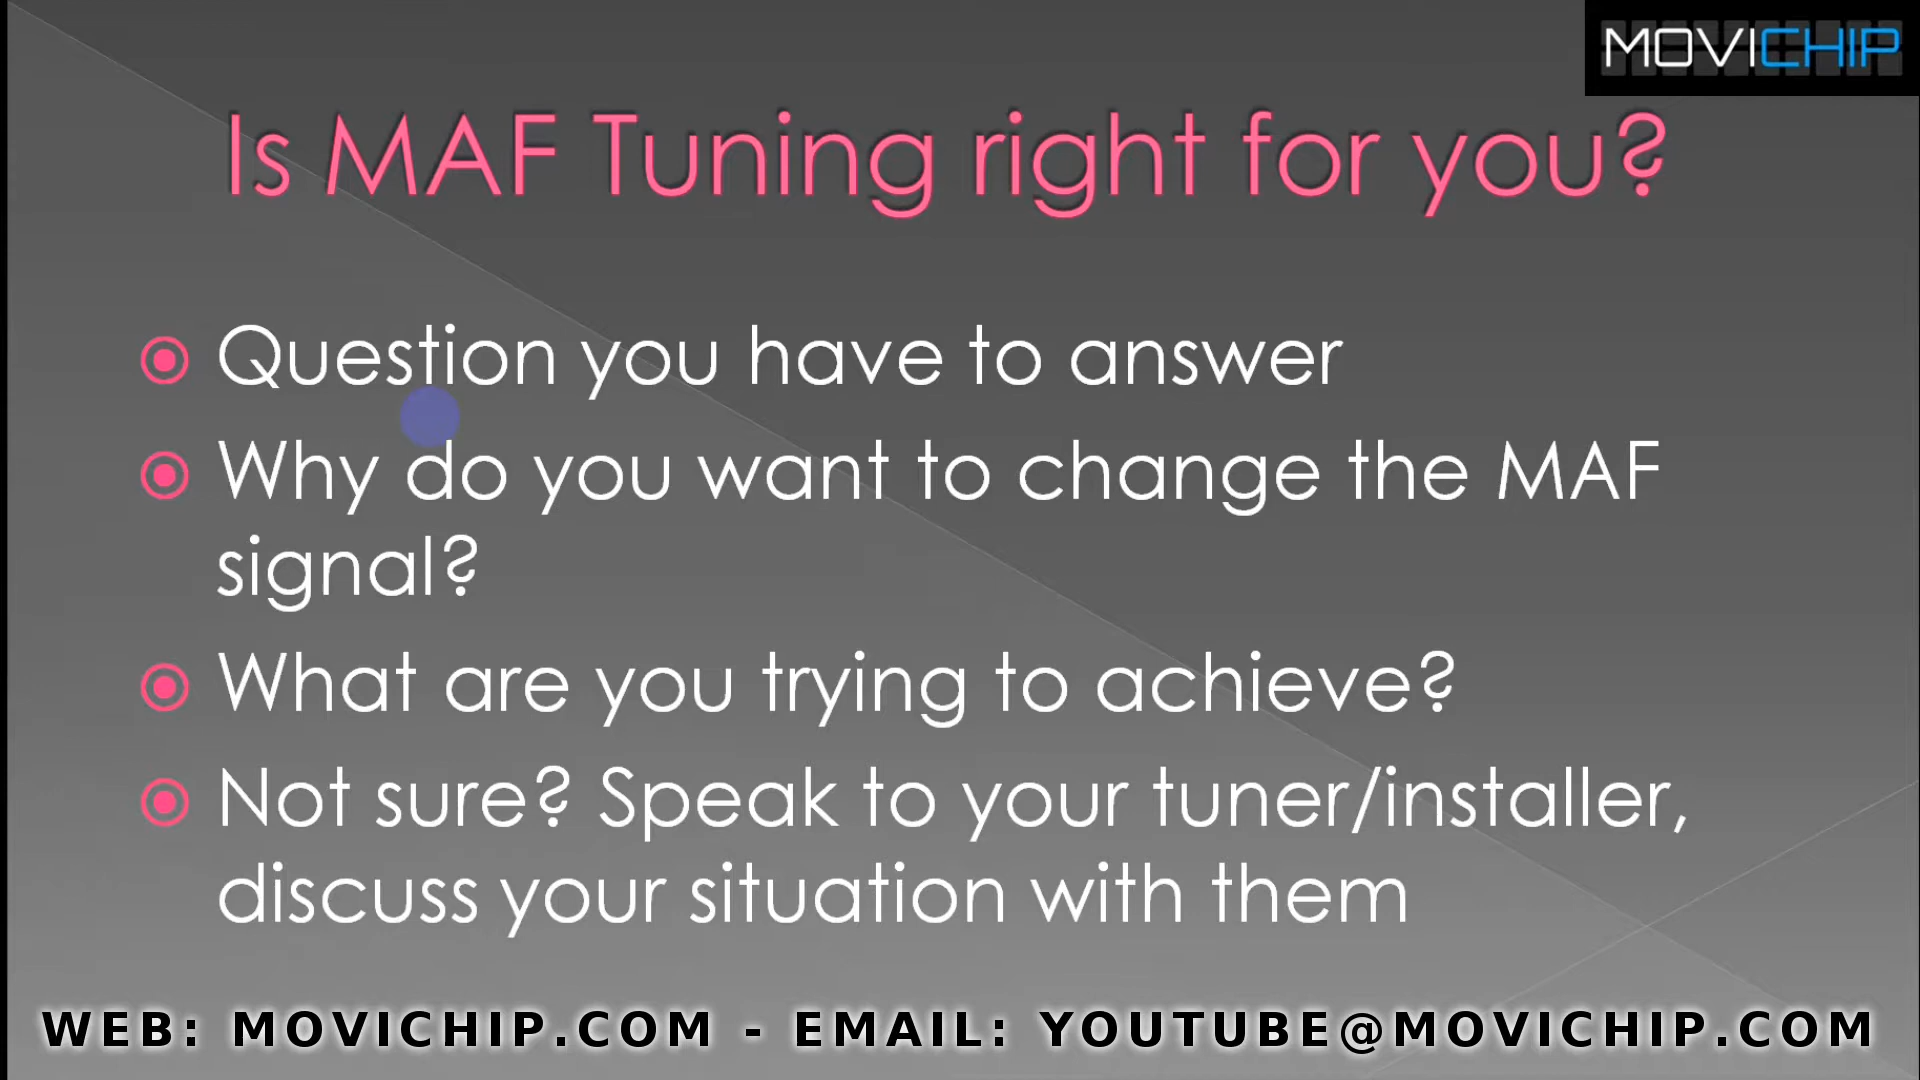 MOVICHIP
Is MAF Tuning right for you?
Question you have to answer
Why do you want to change the MAF
signal?
What are you trying to achieve?
Not sure? Speak to your tuner/installer,
discuss your situation with them
WEB: MOVICHIP.COM - EMAIL: YOUTUBE@MOVICHIP.COM